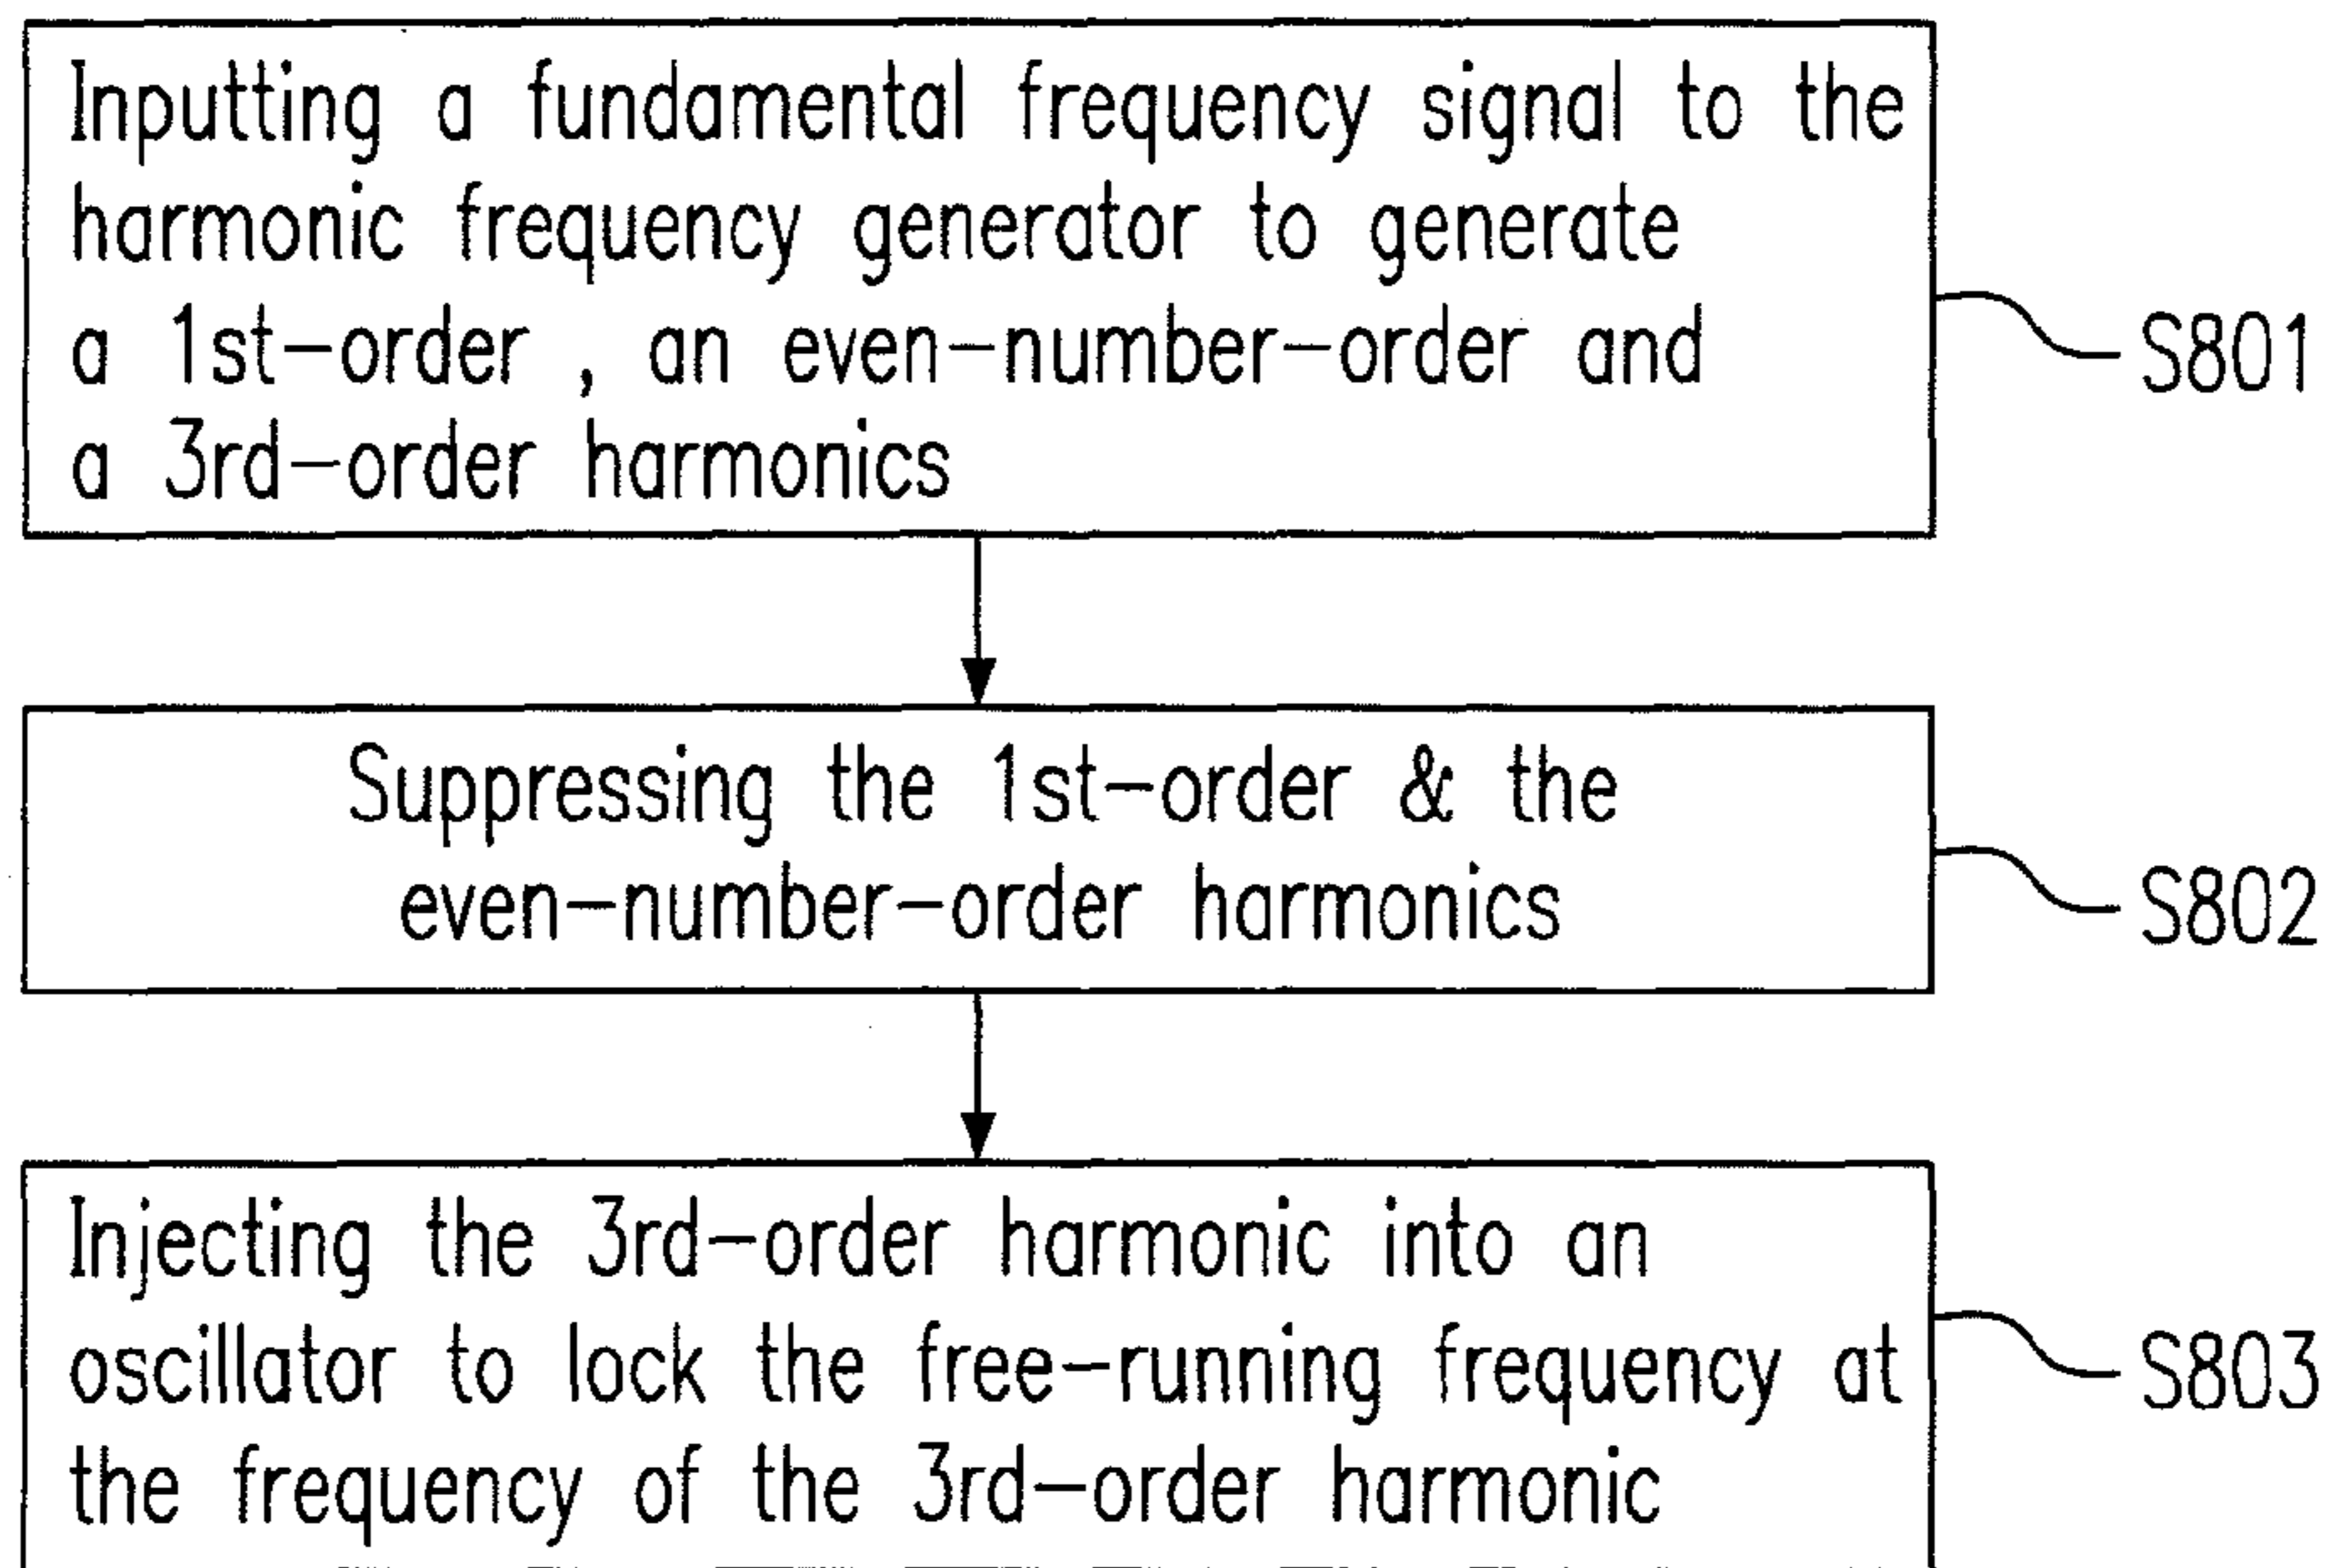 Inputting a fundamental frequency signal to the
harmonic frequency generator to generate
a 1st-order , an even-number-order and
a 3rd-order harmonics
S801
Suppressing the 1st-order & the
even-number-order harmonics
S802
Injecting the 3rd-order harmonic into an
oscillator to lock the free-running frequency at
the frequency of the 3rd-order harmonic
S803